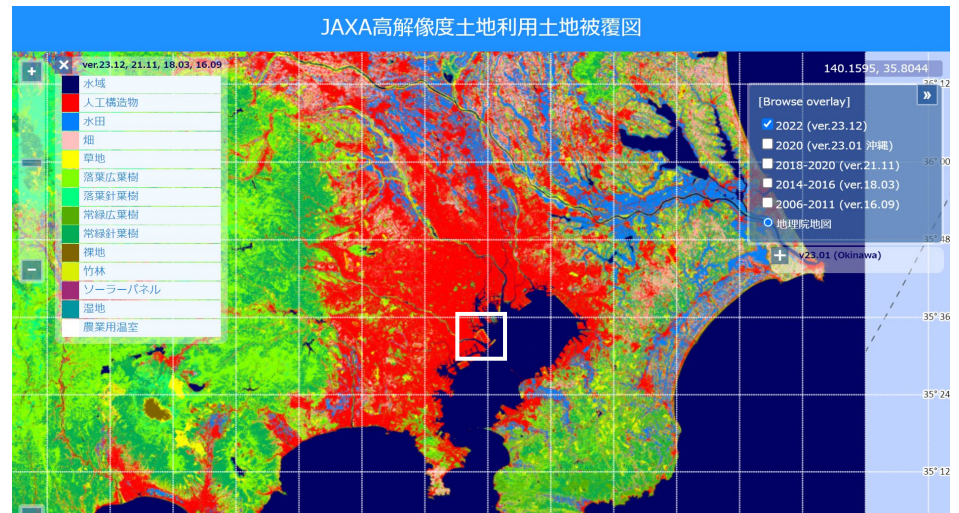 JAXA高解像度土地利用土地被覆図
ver.23.12, 21.11, 18.03, 16.09
水域
人工構造物
水田
畑
草地
落葉広葉樹
落葉針葉樹
常緑広葉樹
常緑針葉樹
裸地
竹林
ソーラーパネル
湿地
農業用温室
140.1595, 35.8044
[Browse overlay]
2022 (ver.23.12)
2020 (ver.23.01 沖縄)
2018-2020 (ver.21.11)
2014-2016 (ver.18.03)
2006-2011 (ver.16.09)
地理院地図
v23.01 (Okinawa)
36°12
36°00
35°48
35°36
35°24
35°12